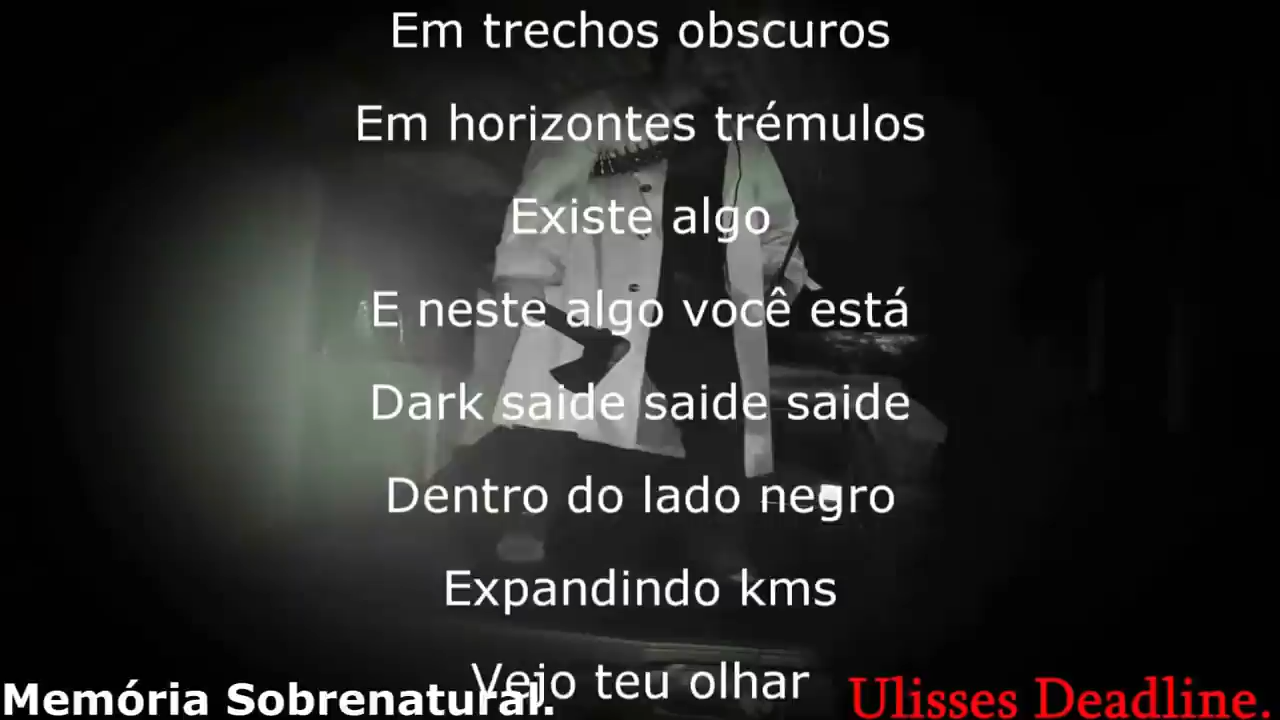 Em trechos obscuros
Em horizontes trémulos
Existe algo
E neste algo você está
Dark saide saide saide
Dentro do lado negro
Expandindo kms
Vejo teu olhar
Memória Sobrenatural.
Ulisses Deadline.